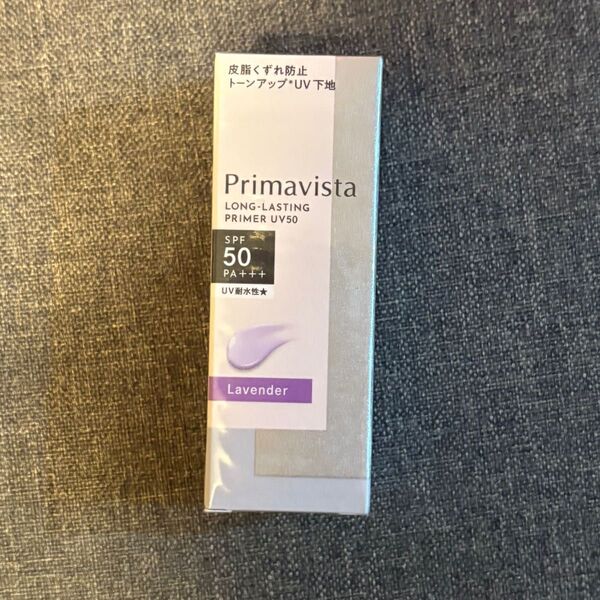 皮脂くずれ防止
トーンアップ*UV下地
Primavista
LONG-LASTING
PRIMER UV50
SPF
50
PA+++
UV耐水性★
Lavender